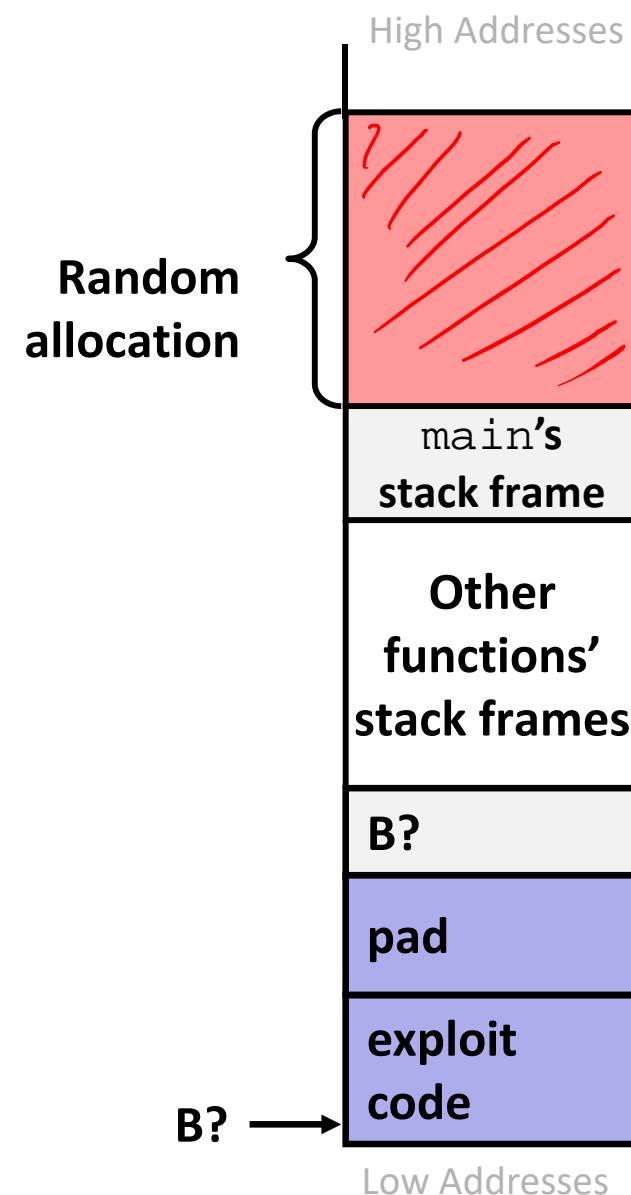 High Addresses
Random
allocation
main's
stack frame
Other
functions’
stack frames
B?
pad
exploit
code
B?
Low Addresses